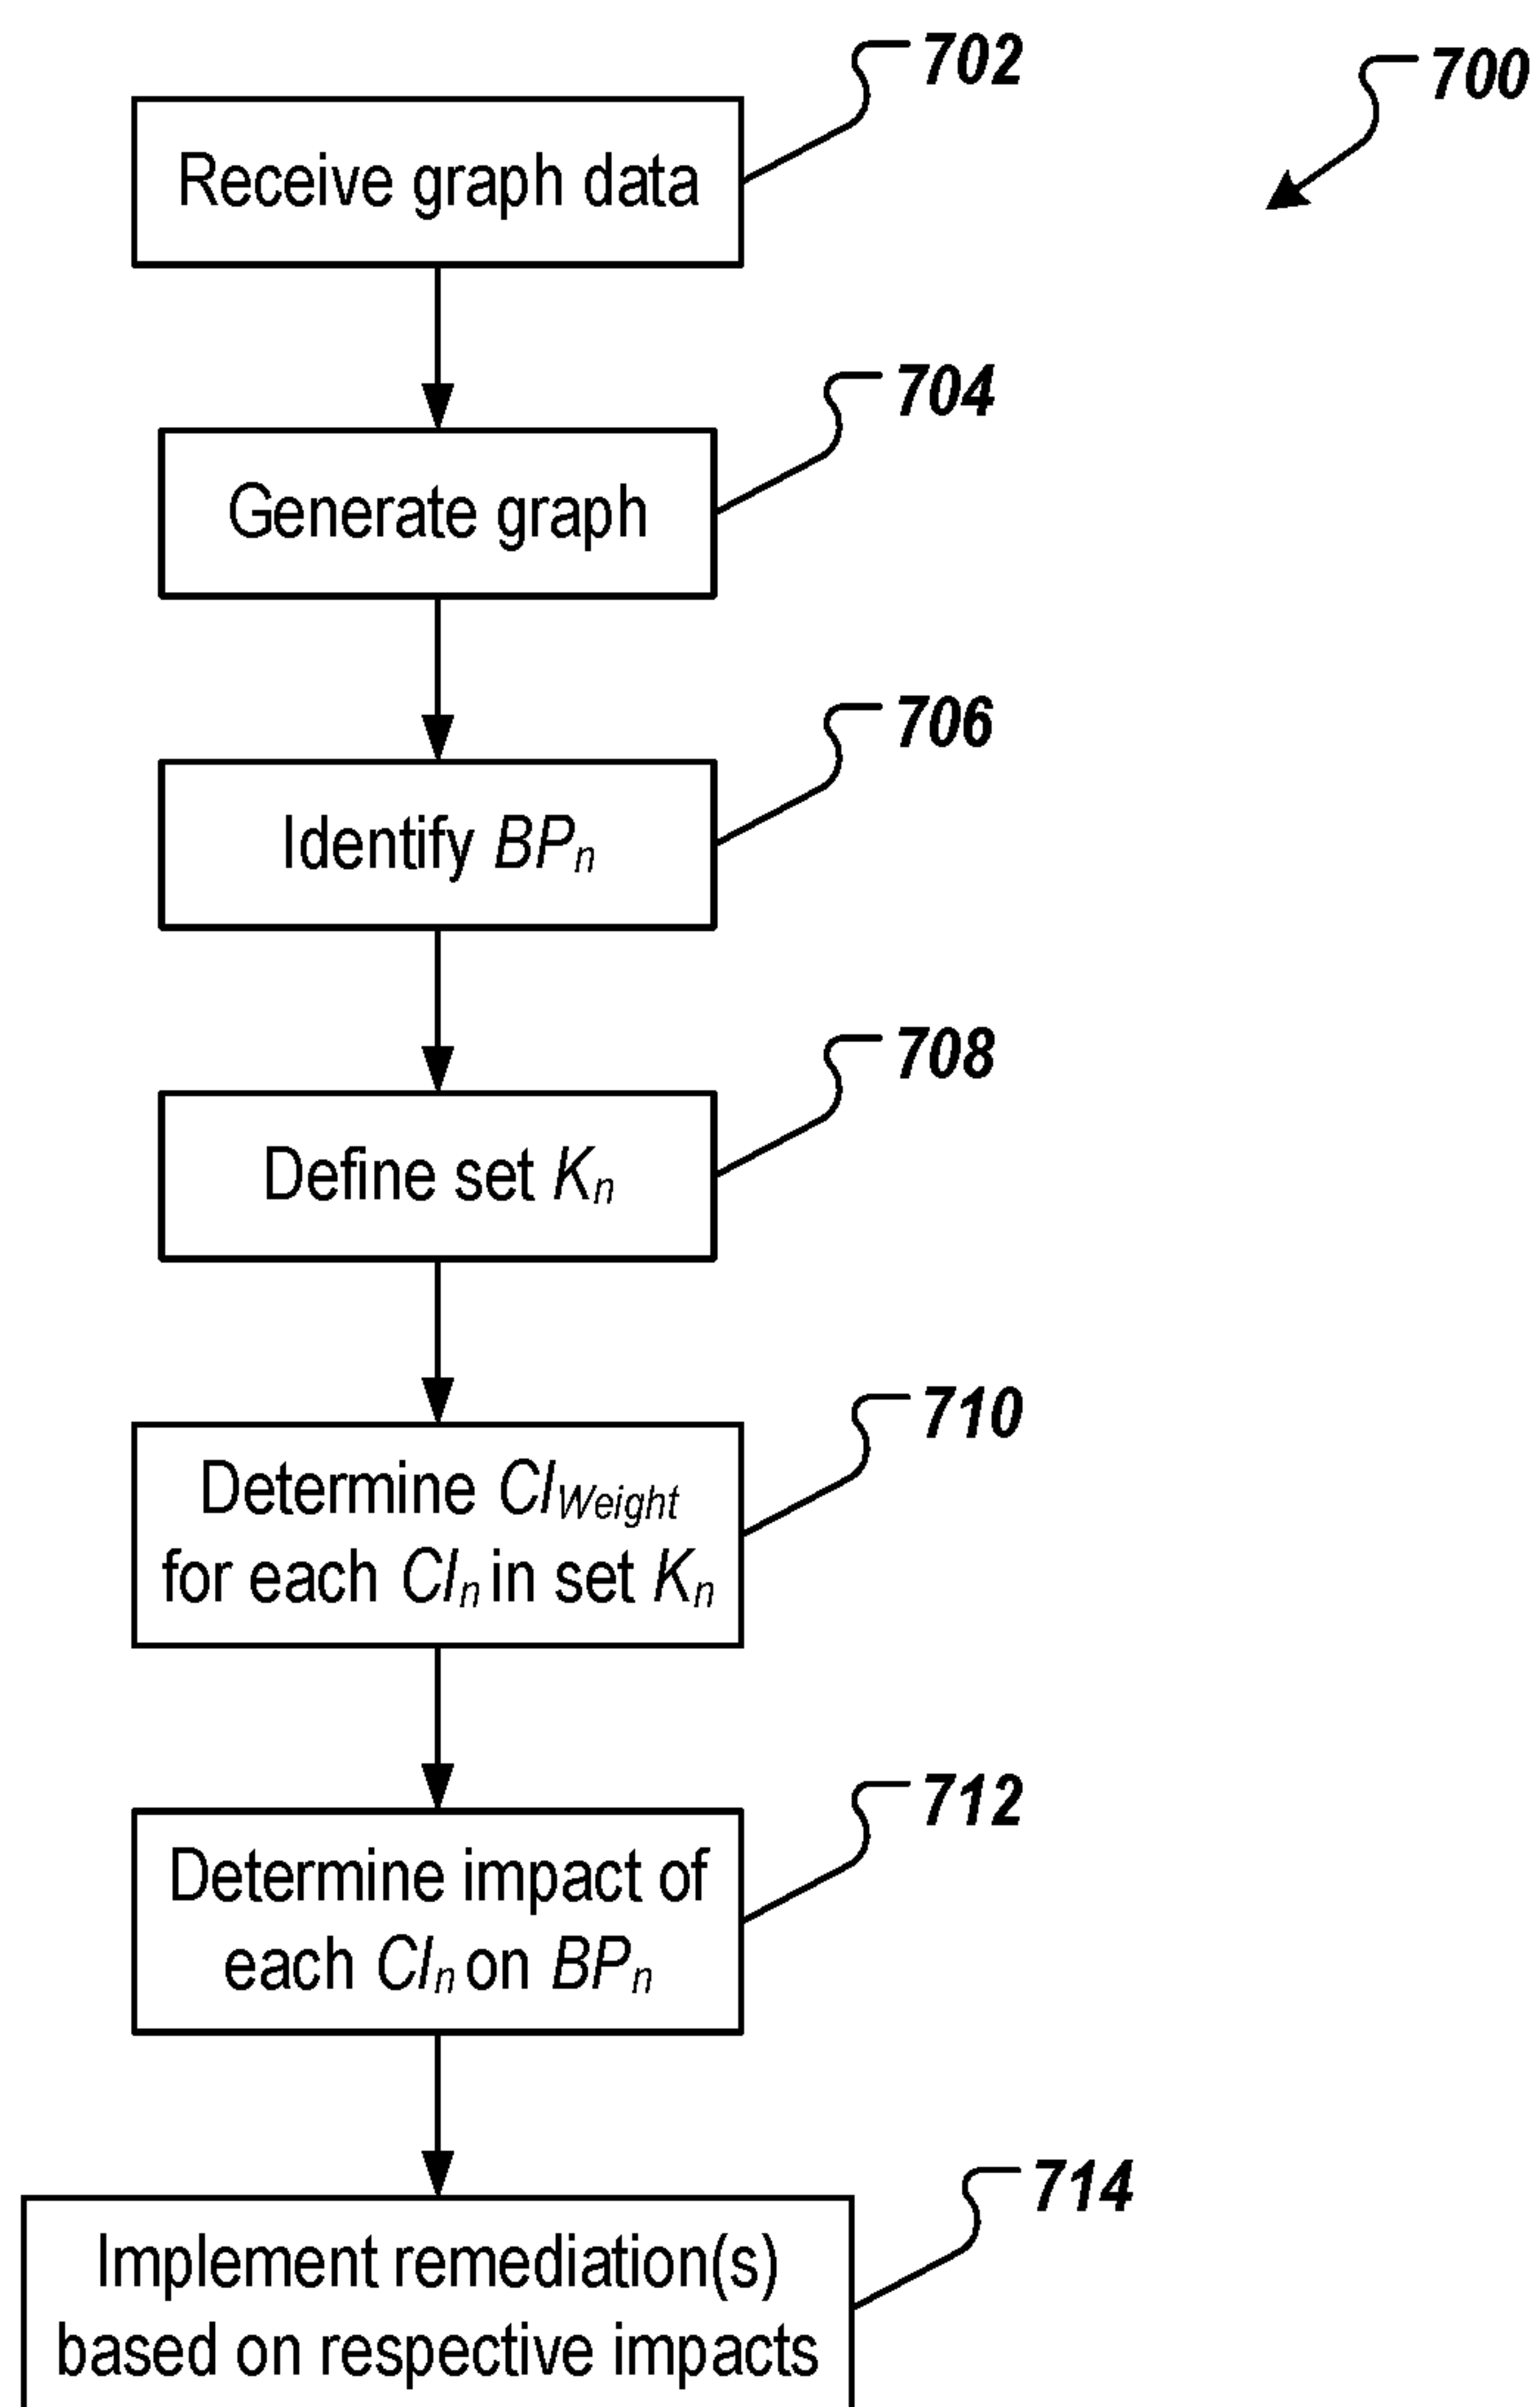 702
700
Receive graph data
704
Generate graph
706
Identify BPn
708
Define set Kn
710
Determine CIWeight
for each CIn in set Kn
712
Determine impact of
each CIn on BPn
714
Implement remediation(s)
based on respective impacts